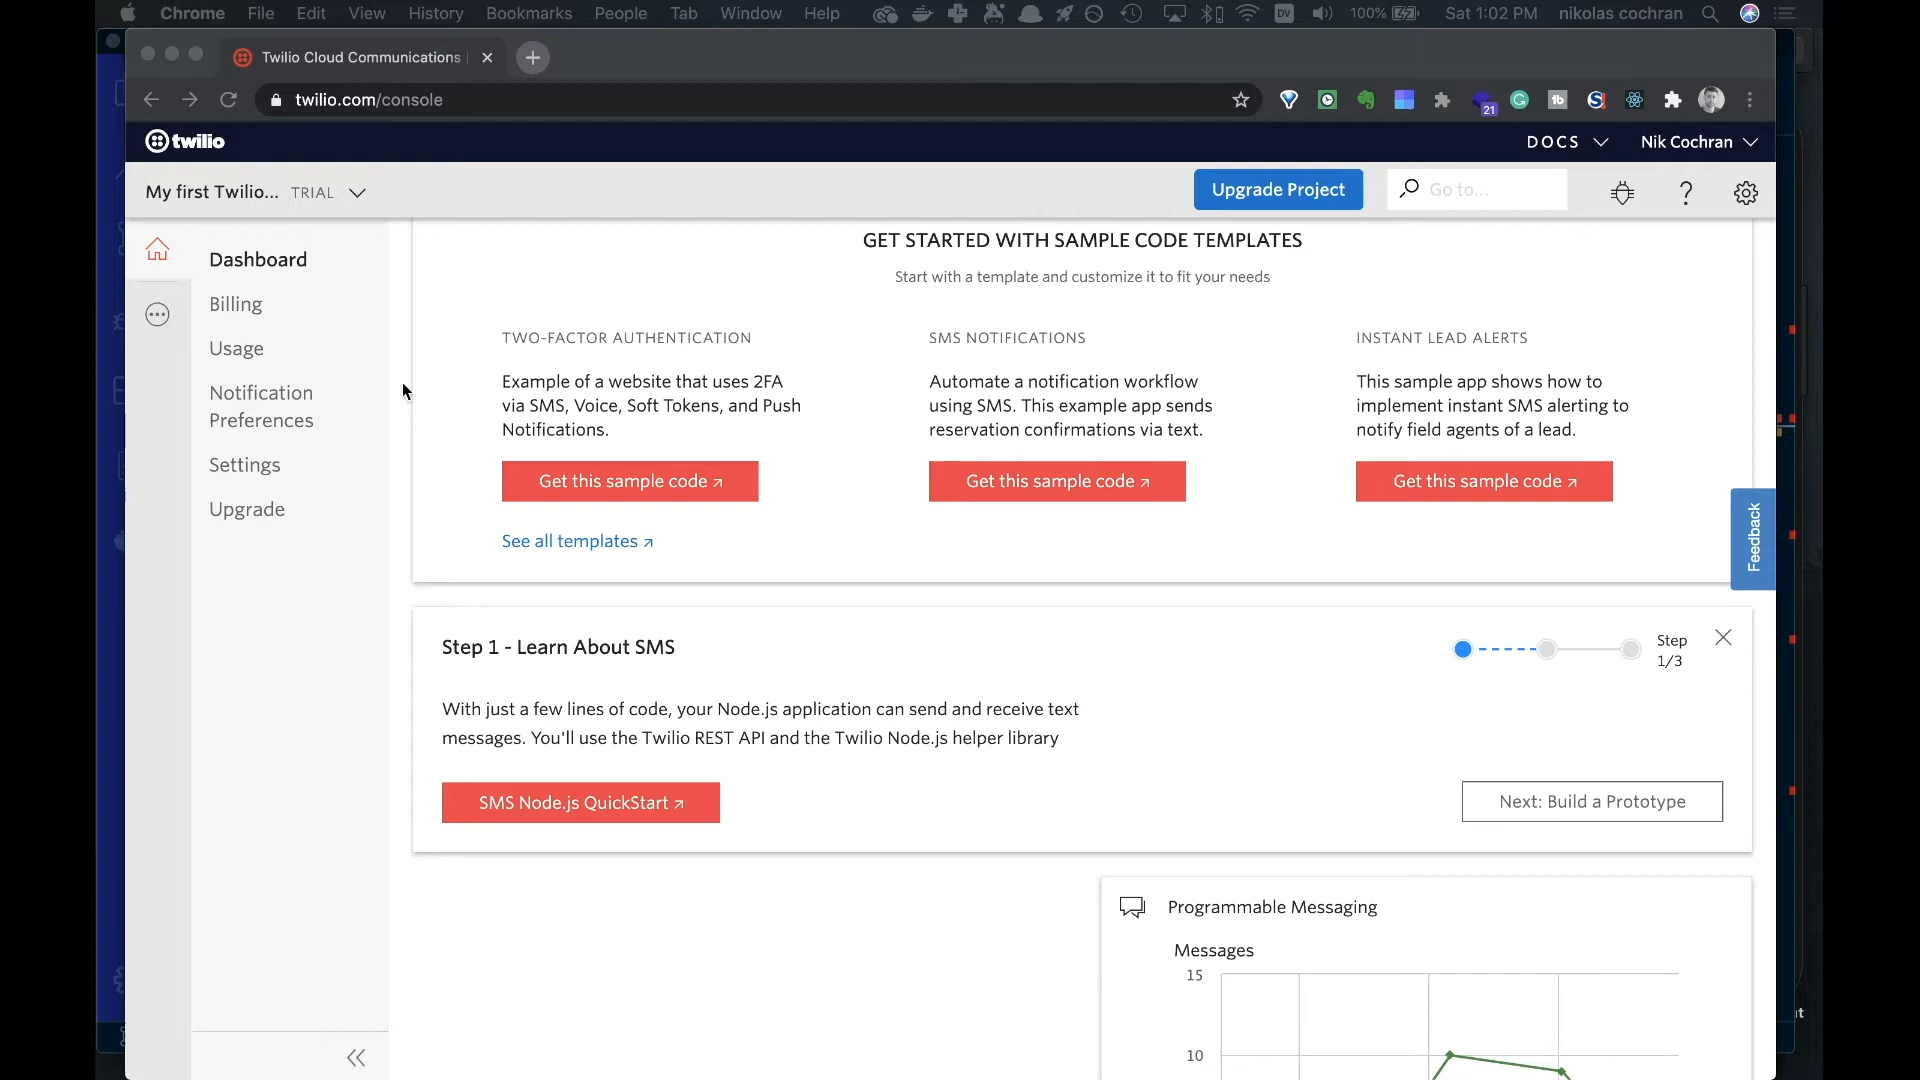 Chrome File Edit View History Bookmarks People Tab Window Help DV 100% Sat 1:02 PM nikolas cochran
Twilio Cloud Communications
twilio.com/console
21
tb
twilio
DOCS
Nik Cochran
My first Twilio... TRIAL
Upgrade Project
Go to...
Dashboard
Billing
Usage
Notification
Preferences
Settings
Upgrade
GET STARTED WITH SAMPLE CODE TEMPLATES
Start with a template and customize it to fit your needs
TWO-FACTOR AUTHENTICATION
Example of a website that uses 2FA
via SMS, Voice, Soft Tokens, and Push
Notifications.
Get this sample code
See all templates
SMS NOTIFICATIONS
Automate a notification workflow
using SMS. This example app sends
reservation confirmations via text.
Get this sample code
INSTANT LEAD ALERTS
This sample app shows how to
implement instant SMS alerting to
notify field agents of a lead.
Get this sample code
Feedback
Step 1 - Learn About SMS
Step
1/3
With just a few lines of code, your Node.js application can send and receive text
messages. You'll use the Twilio REST API and the Twilio Node.js helper library
SMS Node.js QuickStart
Next: Build a Prototype
Programmable Messaging
Messages
15
10